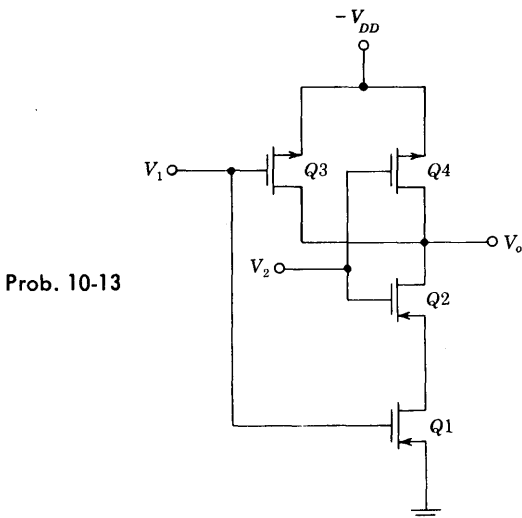 −V_DD
V_1
Q3
Q4
V_o
V_2
Q2
Prob. 10-13
Q1